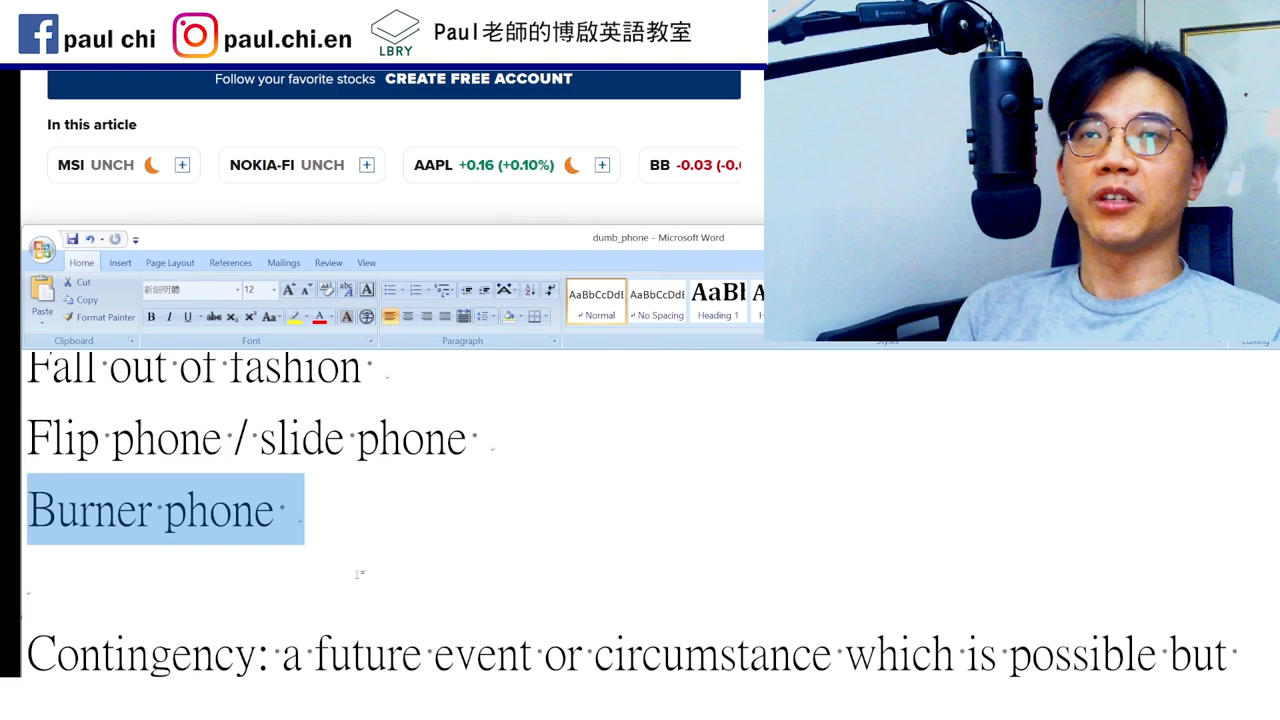 paul chi
paul.chi.en
LBRY
Paul老師的博啟英語教室
Follow your favorite stocks CREATE FREE ACCOUNT
In this article
MSI UNCH
NOKIA-FI UNCH
AAPL +0.16 (+0.10%)
BB -0.03 (-0.
dumb_phone - Microsoft Word
Home Insert Page Layout References Mailings Review View
Paste
Cut
Copy
Format Painter
Clipboard
新細明體 12
Font
Paragraph
AaBbCcDdE AaBbCcDdE AaBbC
Normal No Spacing Heading 1
Fall out of fashion
Flip phone / slide phone
Burner phone
Contingency: a future event or circumstance which is possible but